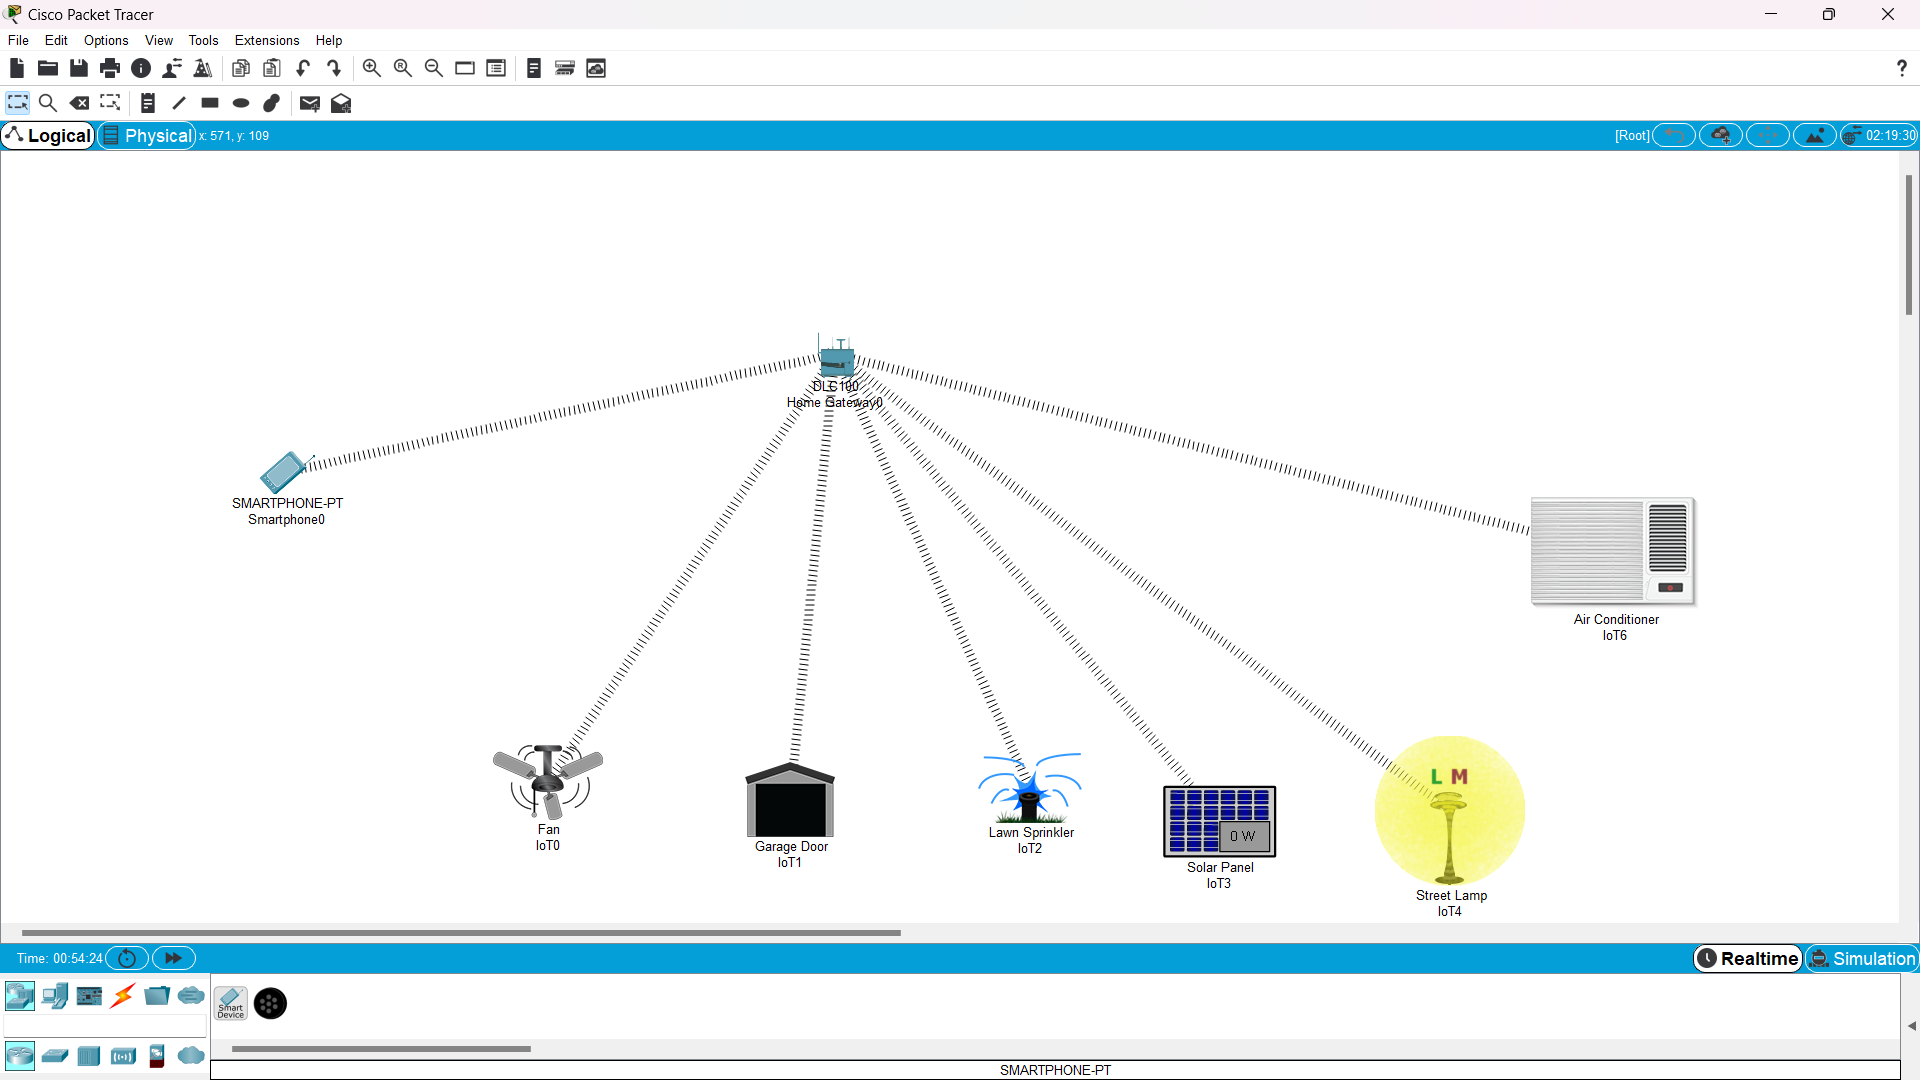 Cisco Packet Tracer
File Edit Options View Tools Extensions Help
?
Logical Physical x: 571, y: 109 [Root] 02:19:30
DLC100
Home Gateway0
SMARTPHONE-PT
Smartphone0
Air Conditioner
IoT6
L M
0 W
Fan
IoT0
Garage Door
IoT1
Lawn Sprinkler
IoT2
Solar Panel
IoT3
Street Lamp
IoT4
Time: 00:54:24 Realtime Simulation
Smart
Device
SMARTPHONE-PT